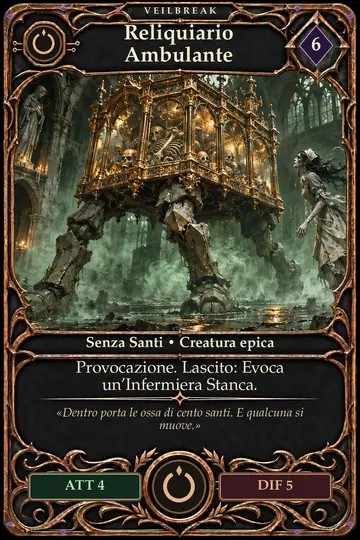 VEILBREAK
Reliquiario
Ambulante
6
Senza Santi • Creatura epica
Provocazione. Lascito: Evoca
un'Infermiera Stanca.
«Dentro porta le ossa di cento santi. E qualcuna si
muove.»
ATT 4
DIF 5